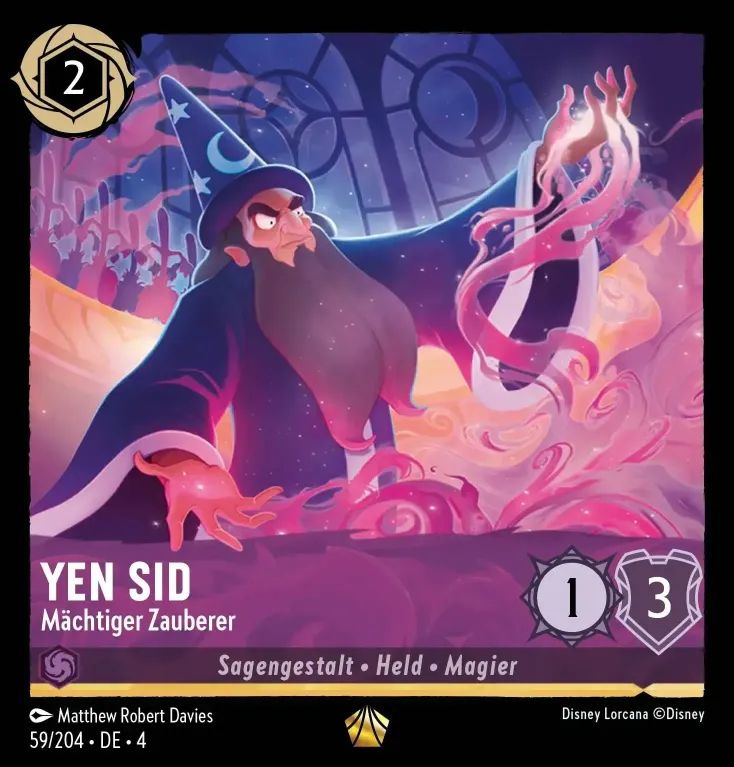 2
YEN SID
Mächtiger Zauberer
1 3
Sagengestalt • Held • Magier
Matthew Robert Davies
Disney Lorcana ©Disney
59/204 • DE • 4